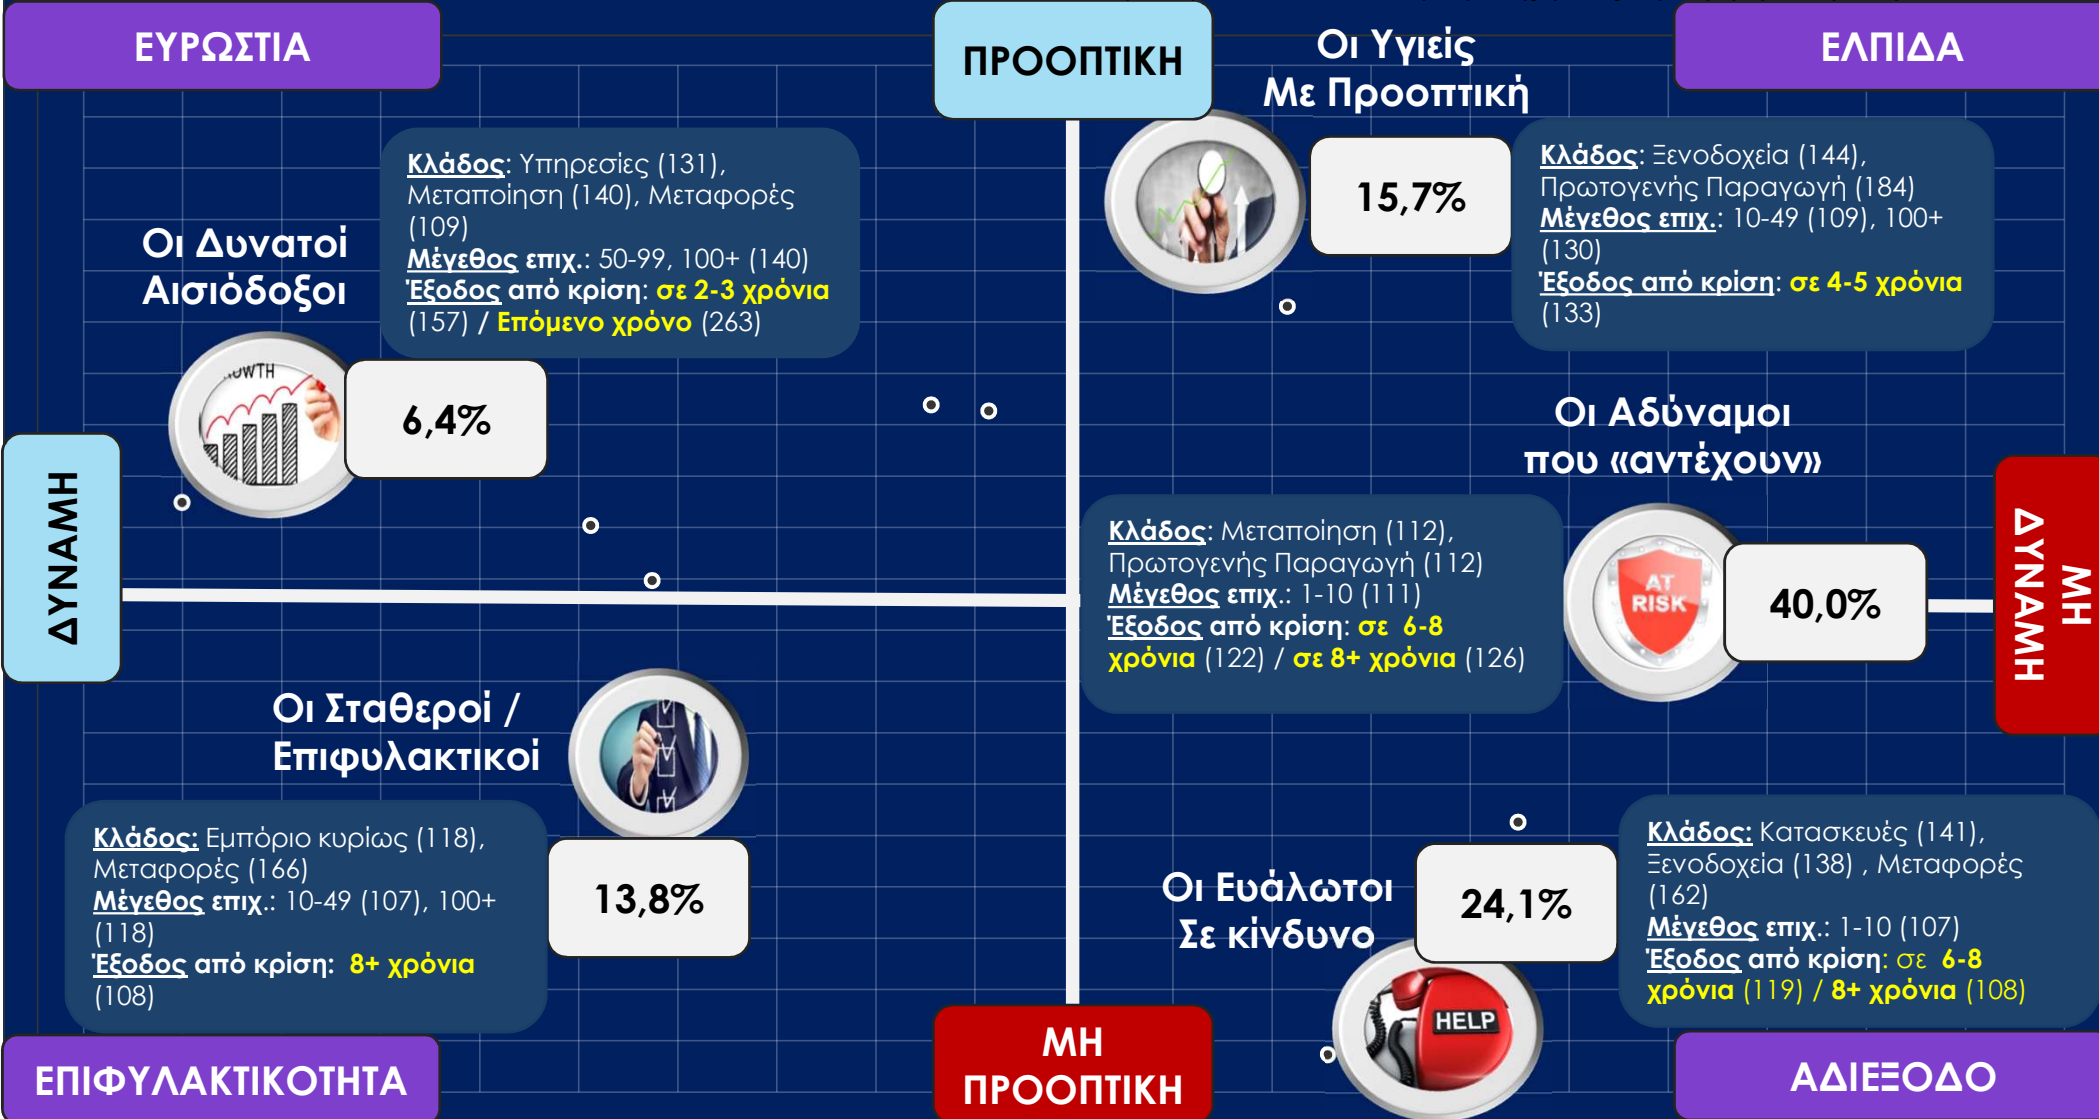 ΕΥΡΩΣΤΙΑ
ΠΡΟΟΠΤΙΚΗ
ΕΛΠΙΔΑ
Οι Υγιείς
Με Προοπτική
15,7%
Κλάδος: Ξενοδοχεία (144),
Πρωτογενής Παραγωγή (184)
Μέγεθος επιχ.: 10-49 (109), 100+
(130)
Έξοδος από κρίση: σε 4-5 χρόνια
(133)
Κλάδος: Υπηρεσίες (131),
Μεταποίηση (140), Μεταφορές
(109)
Μέγεθος επιχ.: 50-99, 100+ (140)
Έξοδος από κρίση: σε 2-3 χρόνια
(157) / Επόμενο χρόνο (263)
Οι Δυνατοί
Αισιόδοξοι
OWTH
6,4%
ΔΥΝΑΜΗ
Οι Αδύναμοι
που «αντέχουν»
Κλάδος: Μεταποίηση (112),
Πρωτογενής Παραγωγή (112)
Μέγεθος επιχ.: 1-10 (111)
Έξοδος από κρίση: σε 6-8
χρόνια (122) / σε 8+ χρόνια (126)
AT
RISK
40,0%
ΜΗ
ΔΥΝΑΜΗ
Οι Σταθεροί /
Επιφυλακτικοί
Κλάδος: Εμπόριο κυρίως (118),
Μεταφορές (166)
Μέγεθος επιχ.: 10-49 (107), 100+
(118)
Έξοδος από κρίση: 8+ χρόνια
(108)
13,8%
Οι Ευάλωτοι
Σε κίνδυνο
24,1%
HELP
Κλάδος: Κατασκευές (141),
Ξενοδοχεία (138) , Μεταφορές
(162)
Μέγεθος επιχ.: 1-10 (107)
Έξοδος από κρίση: σε 6-8
χρόνια (119) / 8+ χρόνια (108)
ΕΠΙΦΥΛΑΚΤΙΚΟΤΗΤΑ
ΜΗ
ΠΡΟΟΠΤΙΚΗ
ΑΔΙΕΞΟΔΟ